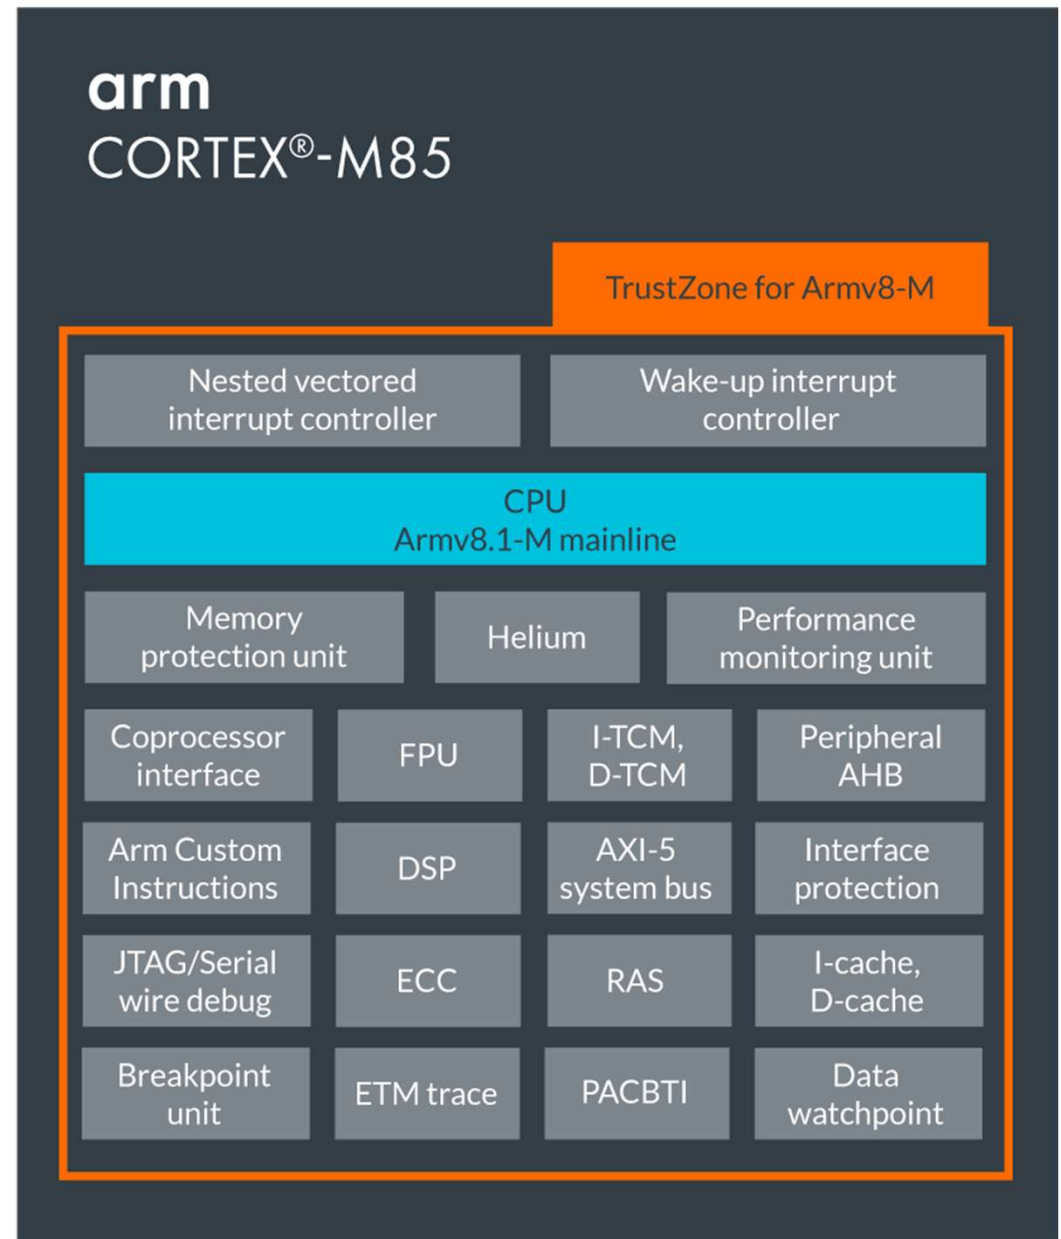 arm
CORTEX®-M85
TrustZone for Armv8-M
Nested vectored
interrupt controller
Wake-up interrupt
controller
CPU
Armv8.1-M mainline
Memory
protection unit
Helium
Performance
monitoring unit
Coprocessor
interface
FPU
I-TCM,
D-TCM
Peripheral
AHB
Arm Custom
Instructions
DSP
AXI-5
system bus
Interface
protection
JTAG/Serial
wire debug
ECC
RAS
I-cache,
D-cache
Breakpoint
unit
ETM trace
PACBTI
Data
watchpoint